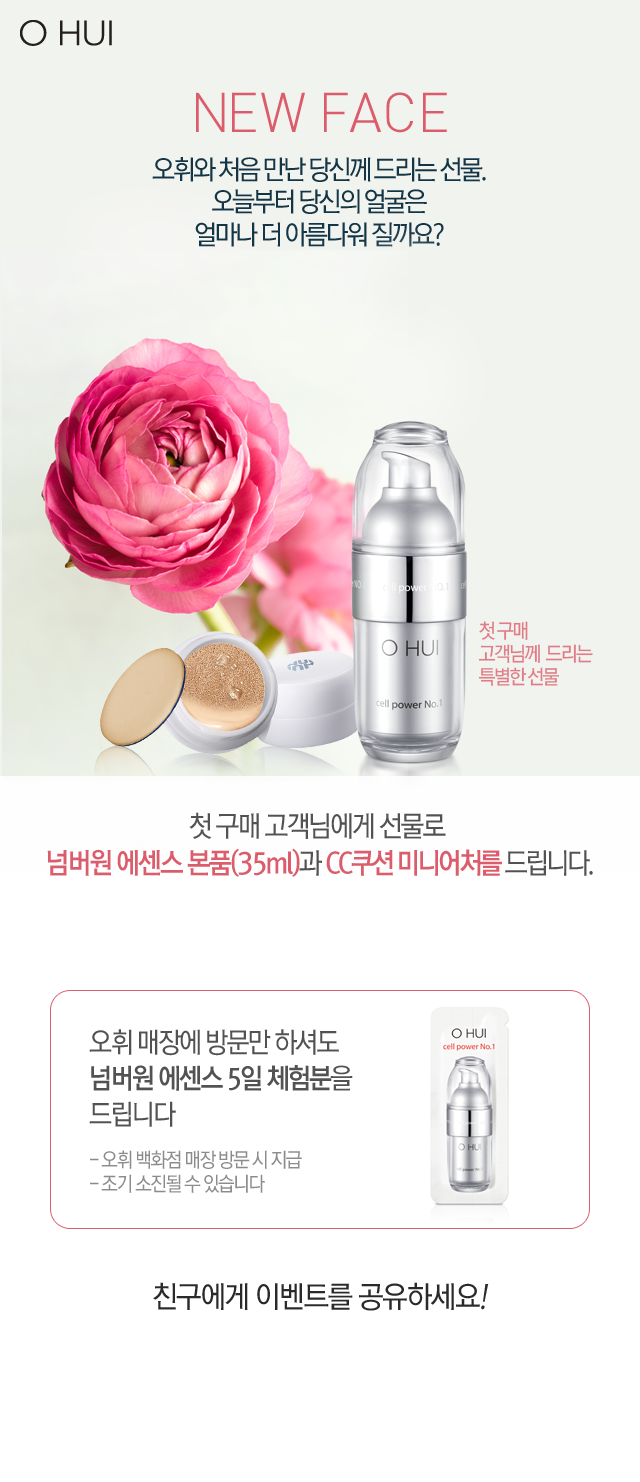 O HUI
NEW FACE
오휘와 처음 만난 당신께 드리는 선물.
오늘부터 당신의 얼굴은
얼마나 더 아름다워 질까요?
cell power No.1
O HUI
cell power No.1
첫 구매
고객님께 드리는
특별한 선물
첫 구매 고객님에게 선물로
넘버원 에센스 본품(35ml)과 CC쿠션 미니어처를 드립니다.
오휘 매장에 방문만 하셔도
넘버원 에센스 5일 체험분을
드립니다
- 오휘 백화점 매장 방문 시 지급
- 조기 소진될 수 있습니다
O HUI
cell power No.1
O HUI
친구에게 이벤트를 공유하세요!